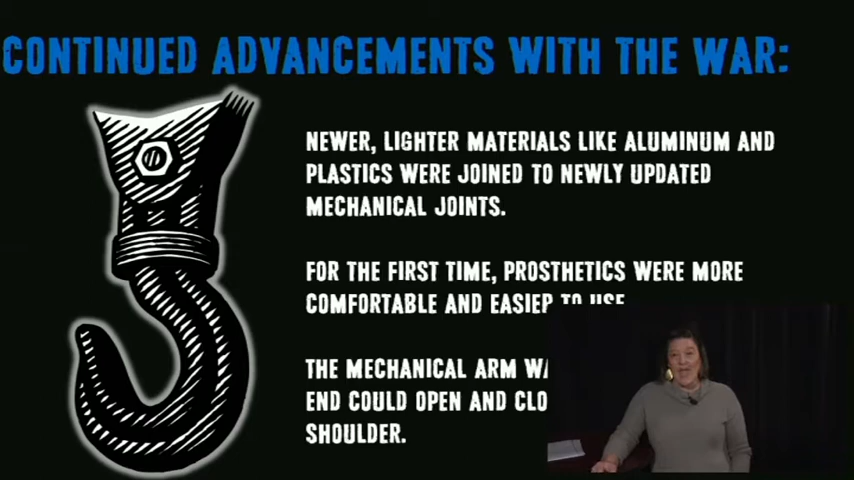 CONTINUED ADVANCEMENTS WITH THE WAR:
NEWER, LIGHTER MATERIALS LIKE ALUMINUM AND
PLASTICS WERE JOINED TO NEWLY UPDATED
MECHANICAL JOINTS.
FOR THE FIRST TIME, PROSTHETICS WERE MORE
COMFORTABLE AND EASIER TO USE
THE MECHANICAL ARM
END COULD OPEN AND
SHOULDER.